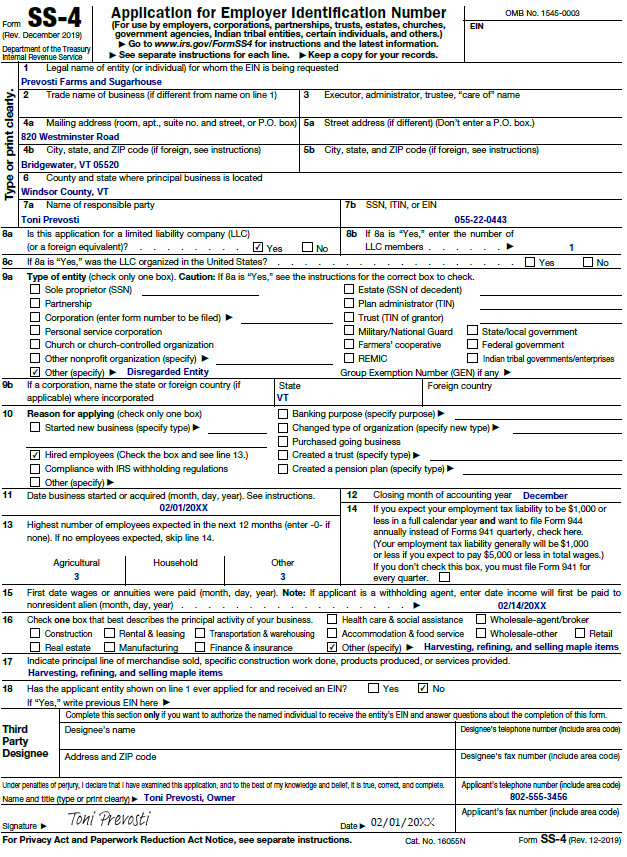 Form SS-4
(Rev. December 2019)
Department of the Treasury
Internal Revenue Service
Application for Employer Identification Number
(For use by employers, corporations, partnerships, trusts, estates, churches,
government agencies, Indian tribal entities, certain individuals, and others.)
▶ Go to www.irs.gov/FormSS4 for instructions and the latest information.
▶ See separate instructions for each line. ▶ Keep a copy for your records.
OMB No. 1545-0003
EIN
Type or print clearly.
1 Legal name of entity (or individual) for whom the EIN is being requested
Prevosti Farms and Sugarhouse
2 Trade name of business (if different from name on line 1) 3 Executor, administrator, trustee, “care of” name
4a Mailing address (room, apt., suite no. and street, or P.O. box) 5a Street address (if different) (Don’t enter a P.O. box.)
820 Westminster Road
4b City, state, and ZIP code (if foreign, see instructions) 5b City, state, and ZIP code (if foreign, see instructions)
Bridgewater, VT 05520
6 County and state where principal business is located
Windsor County, VT
7a Name of responsible party 7b SSN, ITIN, or EIN
Toni Prevosti 055-22-0443
8a Is this application for a limited liability company (LLC)
(or a foreign equivalent)? . . . . . . . . ✓ Yes No
8b If 8a is “Yes,” enter the number of
LLC members . . . . . . ▶ 1
8c If 8a is “Yes,” was the LLC organized in the United States? . . . . . . . . . . . . . . . . . . Yes No
9a Type of entity (check only one box). Caution: If 8a is “Yes,” see the instructions for the correct box to check.
Sole proprietor (SSN) Estate (SSN of decedent)
Partnership Plan administrator (TIN)
Corporation (enter form number to be filed) ▶ Trust (TIN of grantor)
Personal service corporation Military/National Guard State/local government
Church or church-controlled organization Farmers’ cooperative Federal government
Other nonprofit organization (specify) ▶ REMIC Indian tribal governments/enterprises
✓ Other (specify) ▶ Disregarded Entity Group Exemption Number (GEN) if any ▶
9b If a corporation, name the state or foreign country (if
applicable) where incorporated
State
VT
Foreign country
10 Reason for applying (check only one box) Banking purpose (specify purpose) ▶
Started new business (specify type) ▶ Changed type of organization (specify new type) ▶
Purchased going business
✓ Hired employees (Check the box and see line 13.) Created a trust (specify type) ▶
Compliance with IRS withholding regulations Created a pension plan (specify type) ▶
Other (specify) ▶
11 Date business started or acquired (month, day, year). See instructions.
02/01/20XX
12 Closing month of accounting year December
13 Highest number of employees expected in the next 12 months (enter -0- if
none). If no employees expected, skip line 14.
Agricultural Household Other
3 3
14 If you expect your employment tax liability to be $1,000 or
less in a full calendar year and want to file Form 944
annually instead of Forms 941 quarterly, check here.
(Your employment tax liability generally will be $1,000
or less if you expect to pay $5,000 or less in total wages.)
If you don’t check this box, you must file Form 941 for
every quarter.
15 First date wages or annuities were paid (month, day, year). Note: If applicant is a withholding agent, enter date income will first be paid to
nonresident alien (month, day, year) . . . . . . . . . . . . . . . . . ▶ 02/14/20XX
16 Check one box that best describes the principal activity of your business. Health care & social assistance Wholesale-agent/broker
Construction Rental & leasing Transportation & warehousing Accommodation & food service Wholesale-other Retail
Real estate Manufacturing Finance & insurance ✓ Other (specify) ▶ Harvesting, refining, and selling maple items
17 Indicate principal line of merchandise sold, specific construction work done, products produced, or services provided.
Harvesting, refining, and selling maple items
18 Has the applicant entity shown on line 1 ever applied for and received an EIN? Yes ✓ No
If “Yes,” write previous EIN here ▶
Third
Party
Designee
Complete this section only if you want to authorize the named individual to receive the entity’s EIN and answer questions about the completion of this form.
Designee’s name Designee’s telephone number (include area code)
Address and ZIP code Designee’s fax number (include area code)
Under penalties of perjury, I declare that I have examined this application, and to the best of my knowledge and belief, it is true, correct, and complete. Applicant’s telephone number (include area code)
Name and title (type or print clearly) ▶ Toni Prevosti, Owner 802-555-3456
Applicant’s fax number (include area code)
Signature ▶ Toni Prevosti Date ▶ 02/01/20XX
For Privacy Act and Paperwork Reduction Act Notice, see separate instructions. Cat. No. 16055N Form SS-4 (Rev. 12-2019)